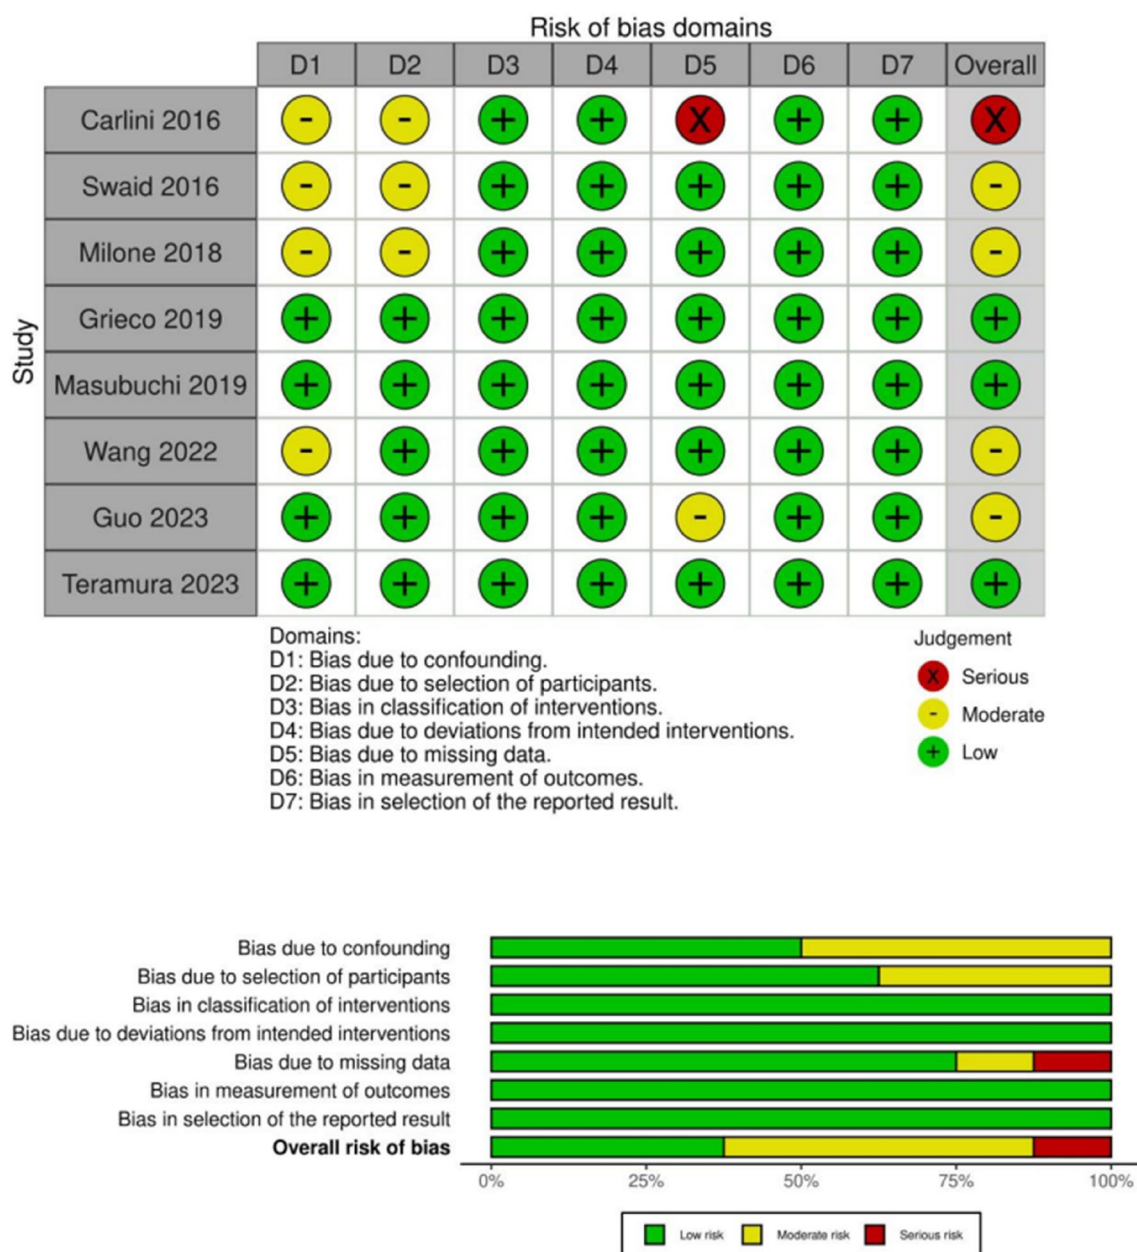 Risk of bias domains
D1 D2 D3 D4 D5 D6 D7 Overall
Study
Carlini 2016 - - + + X + + X
Swaid 2016 - - + + + + + -
Milone 2018 - - + + + + + -
Grieco 2019 + + + + + + + +
Masubuchi 2019 + + + + + + + +
Wang 2022 - + + + + + + -
Guo 2023 + + + + - + + -
Teramura 2023 + + + + + + + +
Domains:
D1: Bias due to confounding.
D2: Bias due to selection of participants.
D3: Bias in classification of interventions.
D4: Bias due to deviations from intended interventions.
D5: Bias due to missing data.
D6: Bias in measurement of outcomes.
D7: Bias in selection of the reported result.
Judgement
X Serious
- Moderate
+ Low
Bias due to confounding
Bias due to selection of participants
Bias in classification of interventions
Bias due to deviations from intended interventions
Bias due to missing data
Bias in measurement of outcomes
Bias in selection of the reported result
Overall risk of bias
0% 25% 50% 75% 100%
Low risk Moderate risk Serious risk